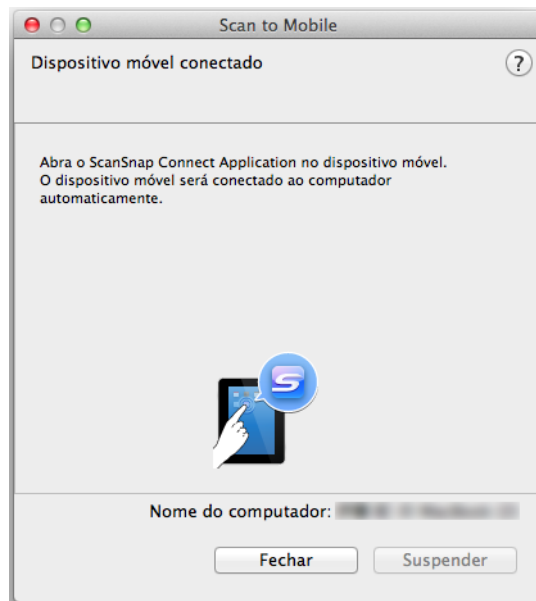 Scan to Mobile
Dispositivo móvel conectado
?
Abra o ScanSnap Connect Application no dispositivo móvel.
O dispositivo móvel será conectado ao computador
automaticamente.
S
Nome do computador:
Fechar
Suspender